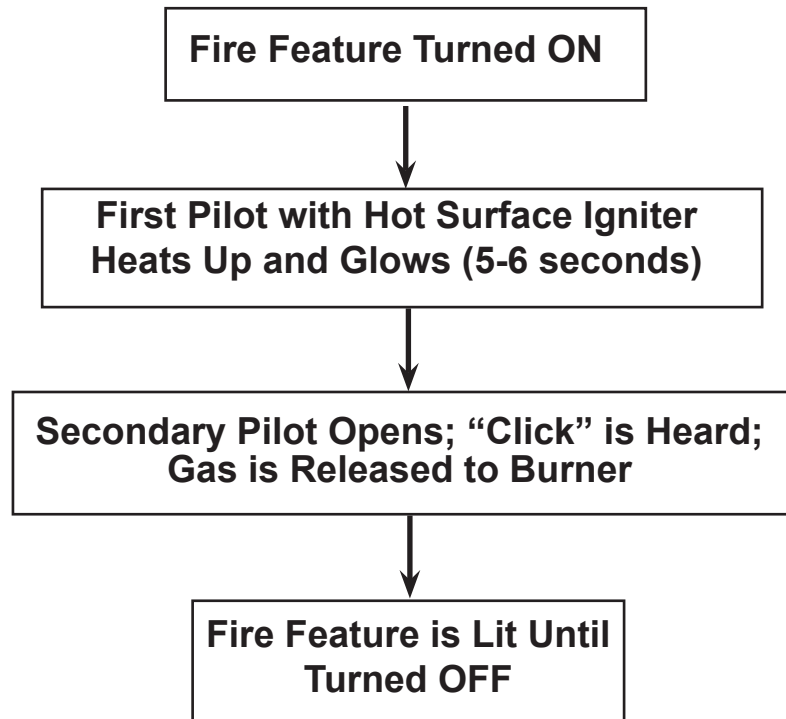 Fire Feature Turned ON
First Pilot with Hot Surface Igniter
Heats Up and Glows (5-6 seconds)
Secondary Pilot Opens; “Click” is Heard;
Gas is Released to Burner
Fire Feature is Lit Until
Turned OFF